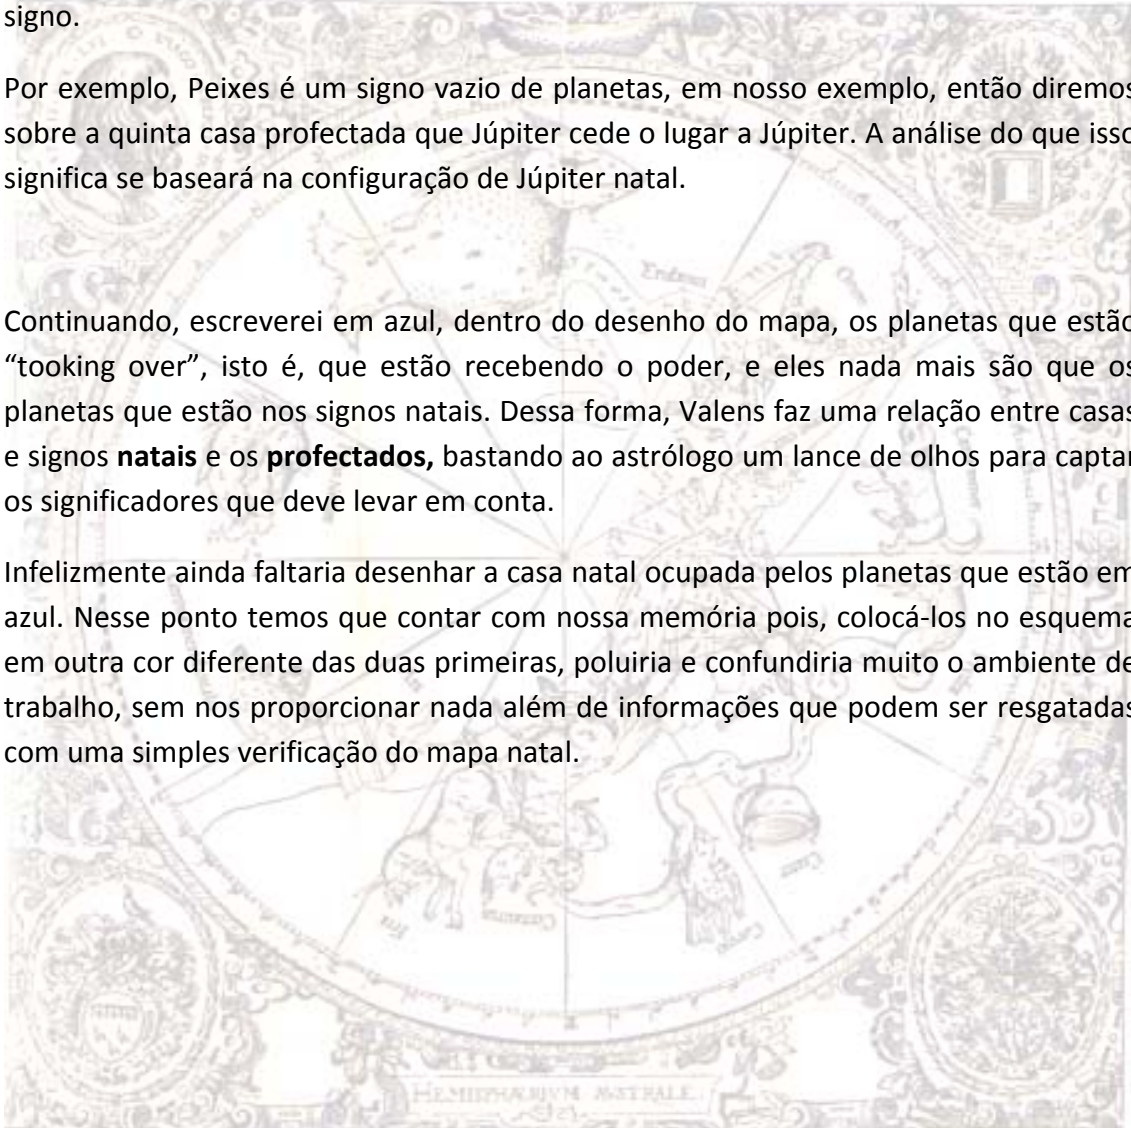 signo.
Por exemplo, Peixes é um signo vazio de planetas, em nosso exemplo, então diremos
sobre a quinta casa profectada que Júpiter cede o lugar a Júpiter. A análise do que isso
significa se baseará na configuração de Júpiter natal.
Continuando, escreverei em azul, dentro do desenho do mapa, os planetas que estão
“tooking over”, isto é, que estão recebendo o poder, e eles nada mais são que os
planetas que estão nos signos natais. Dessa forma, Valens faz uma relação entre casas
e signos natais e os profectados, bastando ao astrólogo um lance de olhos para captar
os significadores que deve levar em conta.
Infelizmente ainda faltaria desenhar a casa natal ocupada pelos planetas que estão em
azul. Nesse ponto temos que contar com nossa memória pois, colocá-los no esquema
em outra cor diferente das duas primeiras, poluiria e confundiria muito o ambiente de
trabalho, sem nos proporcionar nada além de informações que podem ser resgatadas
com uma simples verificação do mapa natal.